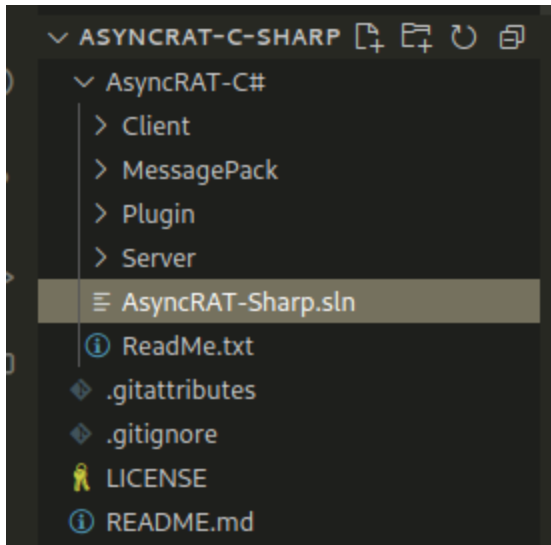 ASYNCRAT-C-SHARP
AsyncRAT-C#
Client
MessagePack
Plugin
Server
AsyncRAT-Sharp.sln
ReadMe.txt
.gitattributes
.gitignore
LICENSE
README.md